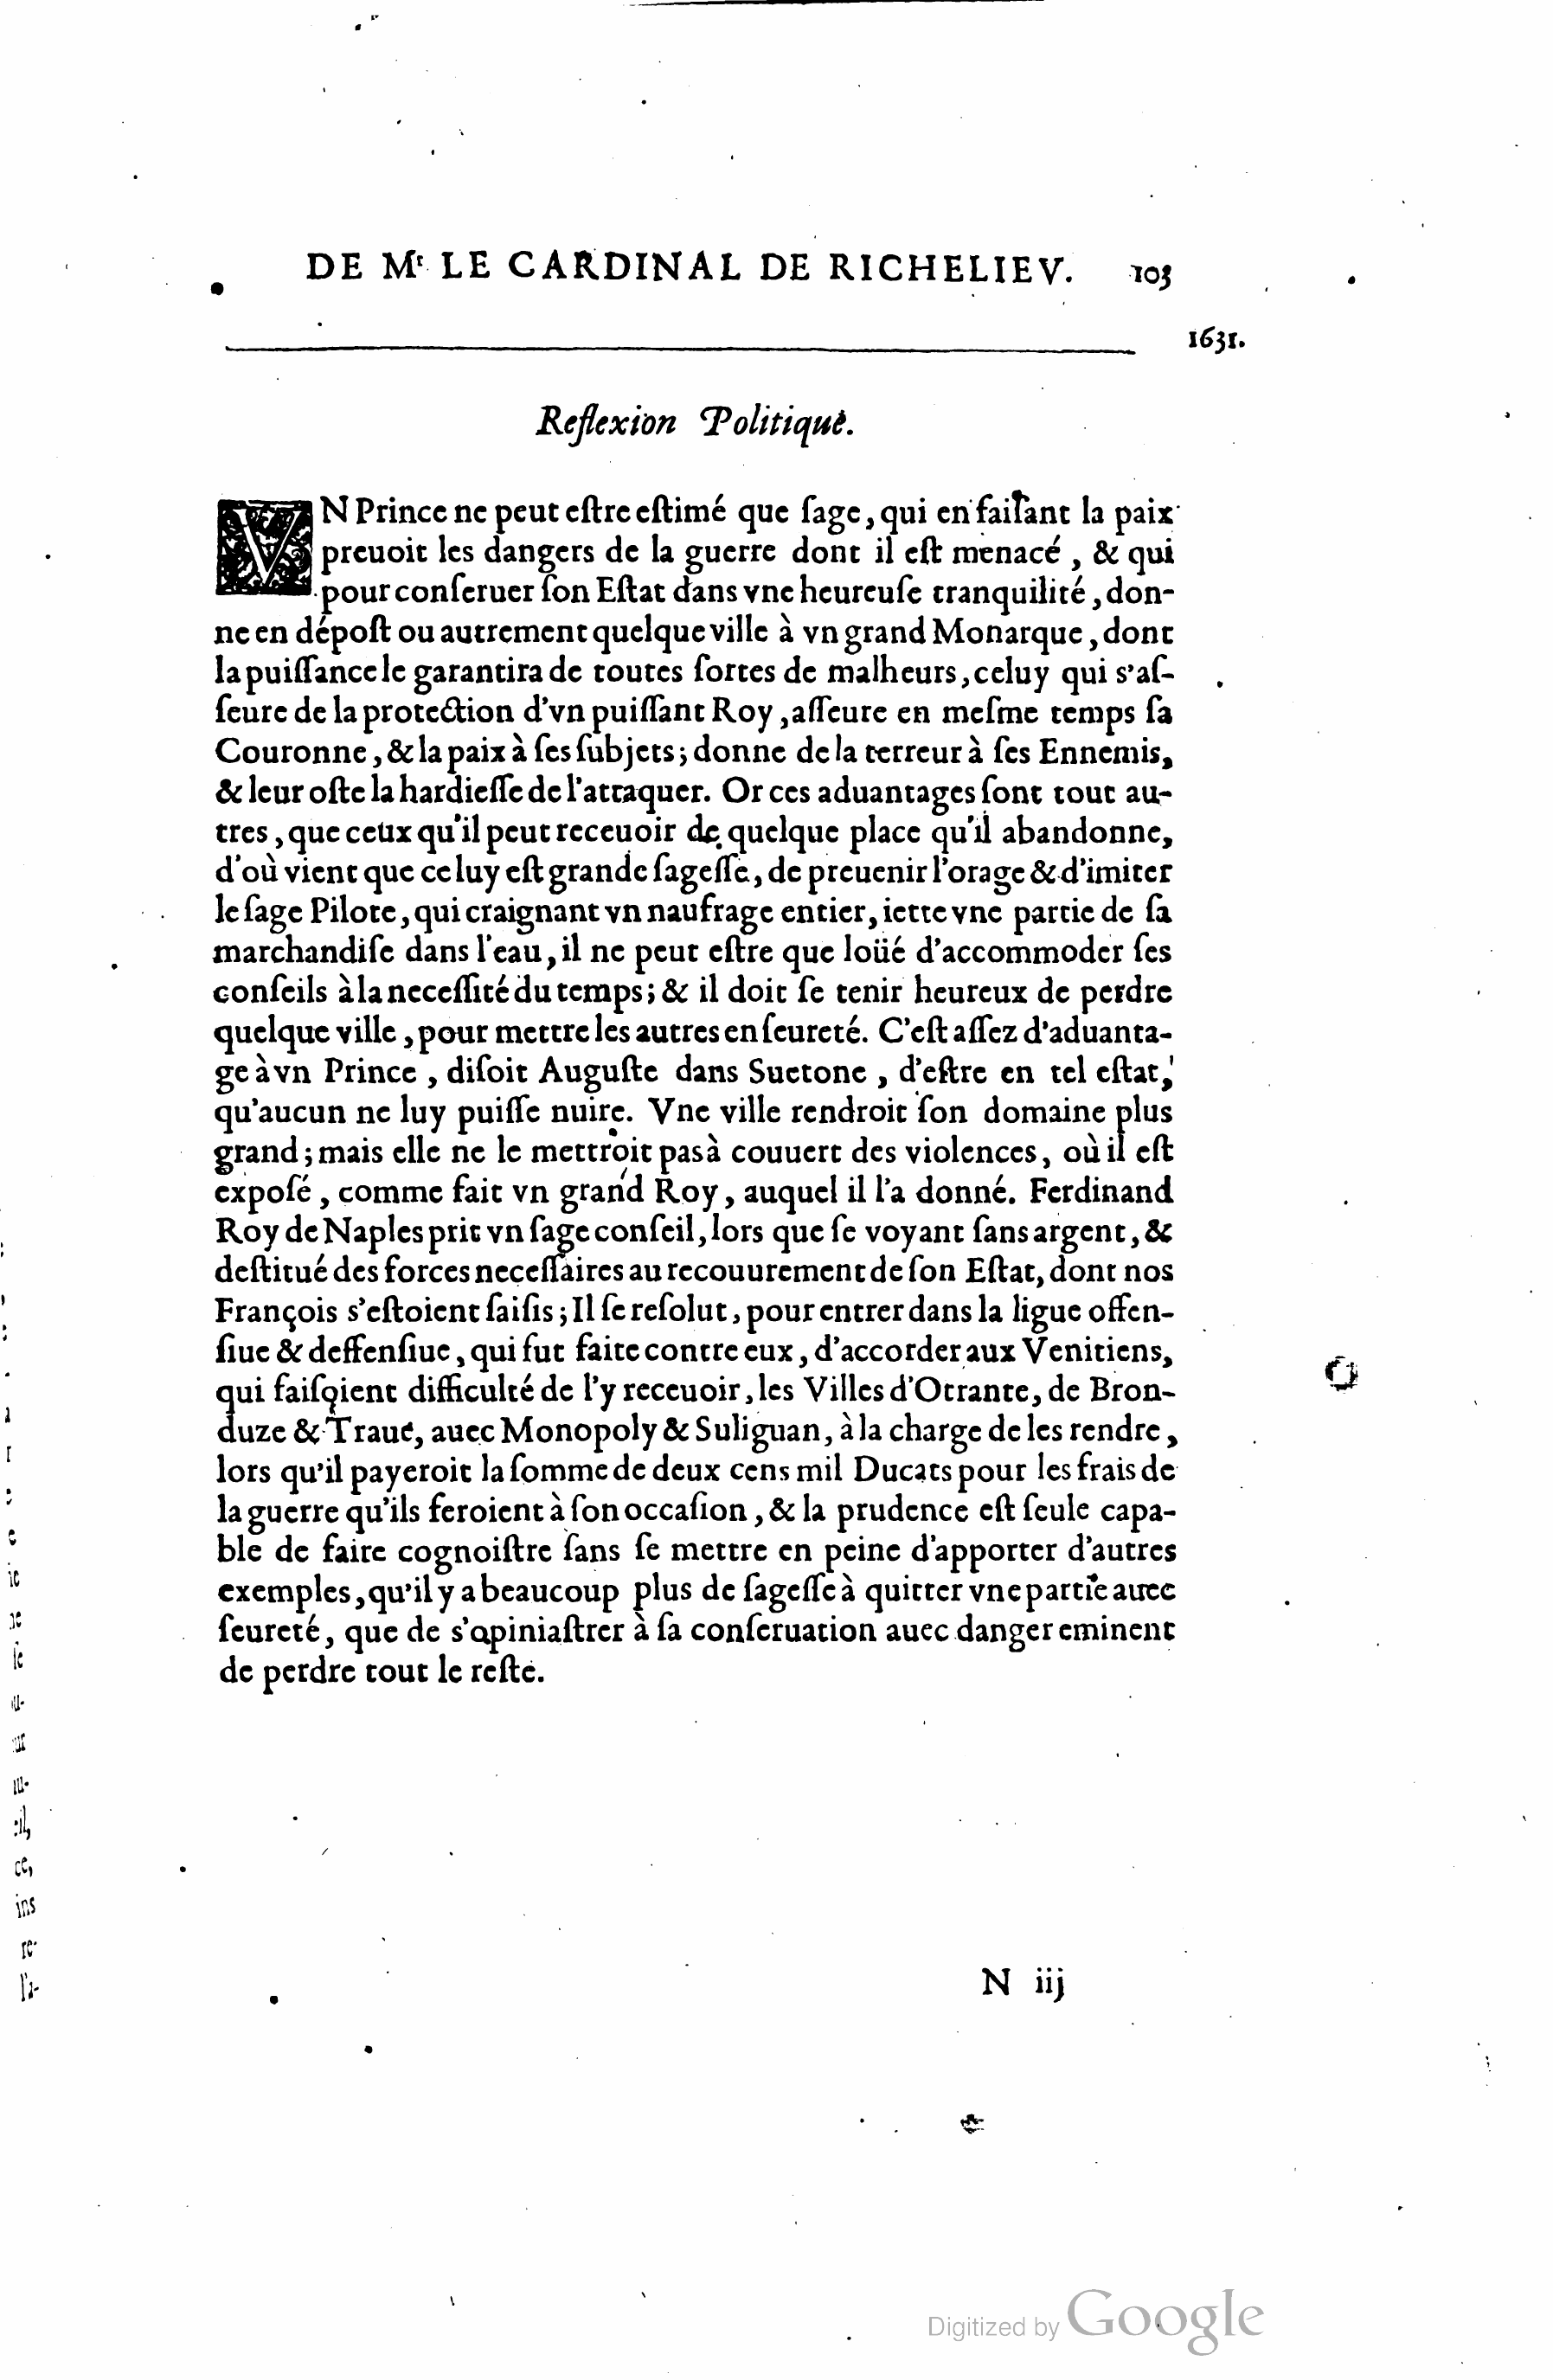 DE Mr LE CARDINAL DE RICHELIEV. 103
1631.
Reflexion Politique.
VN Prince ne peut eſtre eſtimé que ſage, qui en faiſant la paix
preuoit les dangers de la guerre dont il eſt menacé, & qui
pour conſeruer ſon Eſtat dans vne heureuſe tranquilité, don-
ne en dépoſt ou autrement quelque ville à vn grand Monarque, dont
la puiſſance le garantira de toutes ſortes de malheurs, celuy qui s'aſ-
ſeure de la protection d'vn puiſſant Roy, aſſeure en meſme temps ſa
Couronne, & la paix à ſes ſubjets; donne de la terreur à ſes Ennemis,
& leur oſte la hardieſſe de l'attaquer. Or ces aduantages ſont tout au-
tres, que ceux qu'il peut receuoir de quelque place qu'il abandonne,
d'où vient que ce luy eſt grande ſageſſe, de preuenir l'orage & d'imiter
le ſage Pilote, qui craignant vn naufrage entier, iette vne partie de ſa
marchandiſe dans l'eau, il ne peut eſtre que loüé d'accommoder ſes
conſeils à la neceſſité du temps; & il doit ſe tenir heureux de perdre
quelque ville, pour mettre les autres en ſeureté. C'eſt aſſez d'aduanta-
ge à vn Prince, diſoit Auguſte dans Suetone, d'eſtre en tel eſtat,
qu'aucun ne luy puiſſe nuire. Vne ville rendroit ſon domaine plus
grand; mais elle ne le mettroit pas à couuert des violences, où il eſt
expoſé, comme fait vn grand Roy, auquel il l'a donné. Ferdinand
Roy de Naples prit vn ſage conſeil, lors que ſe voyant ſans argent, &
deſtitué des forces neceſſaires au recouurement de ſon Eſtat, dont nos
François s'eſtoient ſaiſis; Il ſe reſolut, pour entrer dans la ligue offen-
ſiue & deffenſiue, qui fut faite contre eux, d'accorder aux Venitiens,
qui faiſoient difficulté de l'y receuoir, les Villes d'Otrante, de Bron-
duze & Traue, auec Monopoly & Suliguan, à la charge de les rendre,
lors qu'il payeroit la ſomme de deux cens mil Ducats pour les frais de
la guerre qu'ils feroient à ſon occaſion, & la prudence eſt ſeule capa-
ble de faire cognoiſtre ſans ſe mettre en peine d'apporter d'autres
exemples, qu'il y a beaucoup plus de ſageſſe à quitter vne partie auec
ſeureté, que de s'opiniaſtrer à ſa conſeruation auec danger eminent
de perdre tout le reſte.
N iij
Digitized by Google